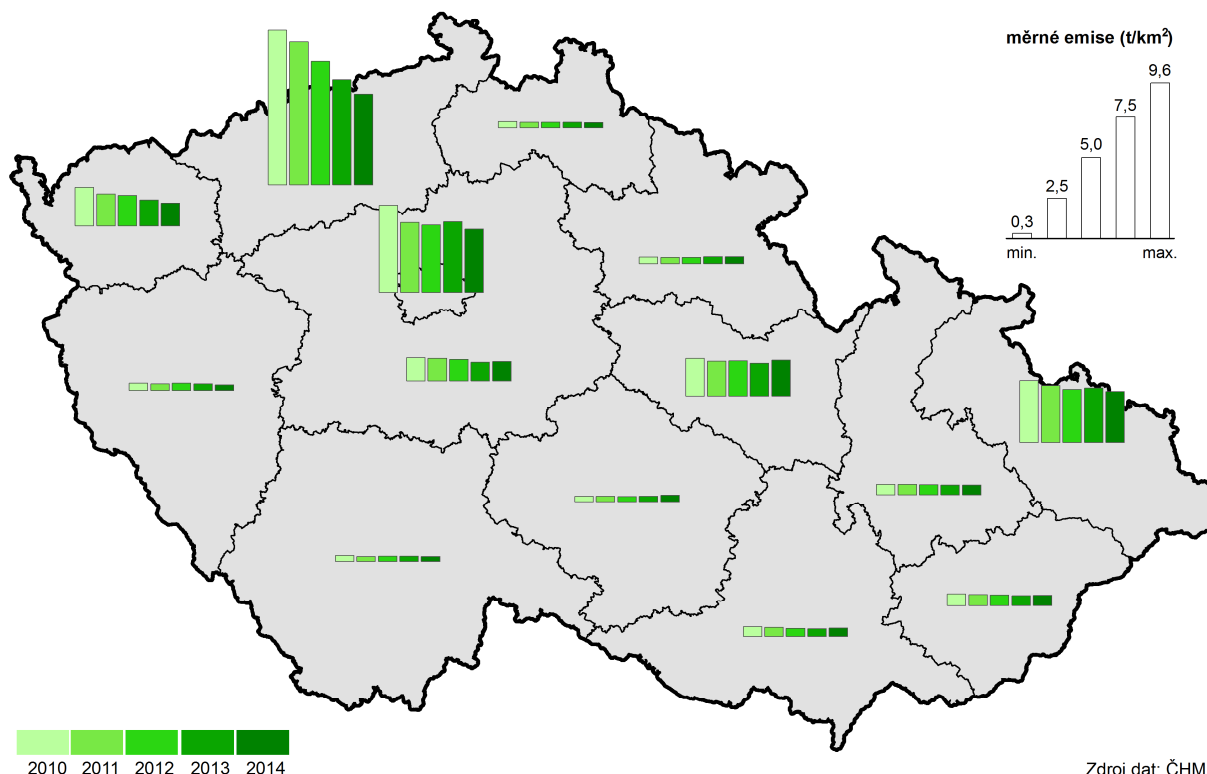 měrné emise (t/km²)
9,6
7,5
5,0
2,5
0,3
min. max.
2010 2011 2012 2013 2014
Zdroj dat: ČHM